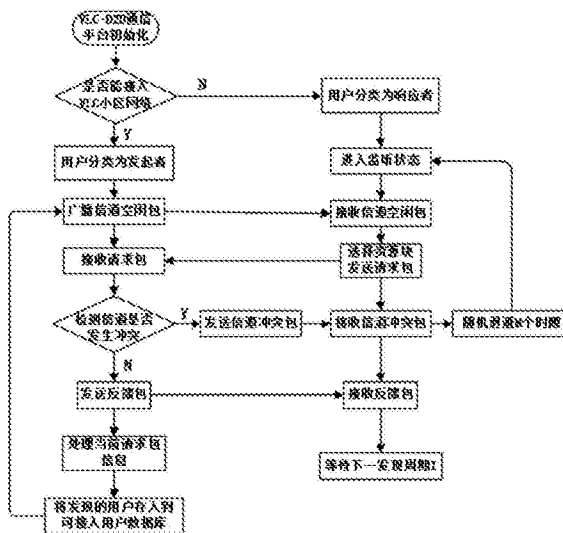 VLC-D2D通信
平台初始化
是否能接入
VLC小区网络
N
用户分类为响应者
Y
用户分类为发起者
进入监听状态
广播信道空闲包
接收信道空闲包
接收请求包
选择资源块
发送请求包
检测信道是否
发生冲突
Y
发送信道冲突包
接收信道冲突包
随机退避N个时隙
N
发送反馈包
接收反馈包
处理当前请求包
信息
等待下一发现周期T
将发现的用户存入到
可接入用户数据库